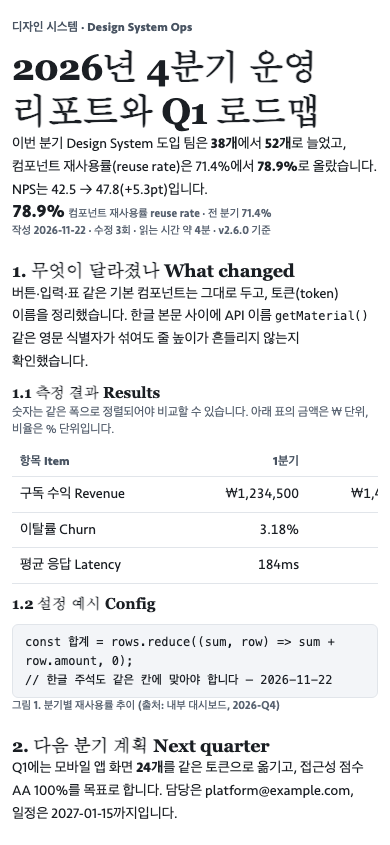 디자인 시스템 · Design System Ops
2026년 4분기 운영
리포트와 Q1 로드맵
이번 분기 Design System 도입 팀은 38개에서 52개로 늘었고,
컴포넌트 재사용률(reuse rate)은 71.4%에서 78.9%로 올랐습니다.
NPS는 42.5 → 47.8(+5.3pt)입니다.
78.9% 컴포넌트 재사용률 reuse rate · 전 분기 71.4%
작성 2026-11-22 · 수정 3회 · 읽는 시간 약 4분 · v2.6.0 기준
1. 무엇이 달라졌나 What changed
버튼·입력·표 같은 기본 컴포넌트는 그대로 두고, 토큰(token)
이름을 정리했습니다. 한글 본문 사이에 API 이름 getMaterial()
같은 영문 식별자가 섞여도 줄 높이가 흔들리지 않는지
확인했습니다.
1.1 측정 결과 Results
숫자는 같은 폭으로 정렬되어야 비교할 수 있습니다. 아래 표의 금액은 ₩ 단위,
비율은 % 단위입니다.
항목 Item 1분기
구독 수익 Revenue ₩1,234,500 ₩1,4
이탈률 Churn 3.18%
평균 응답 Latency 184ms
1.2 설정 예시 Config
const 합계 = rows.reduce((sum, row) => sum +
row.amount, 0);
// 한글 주석도 같은 칸에 맞아야 합니다 — 2026-11-22
그림 1. 분기별 재사용률 추이 (출처: 내부 대시보드, 2026-Q4)
2. 다음 분기 계획 Next quarter
Q1에는 모바일 앱 화면 24개를 같은 토큰으로 옮기고, 접근성 점수
AA 100%를 목표로 합니다. 담당은 platform@example.com,
일정은 2027-01-15까지입니다.